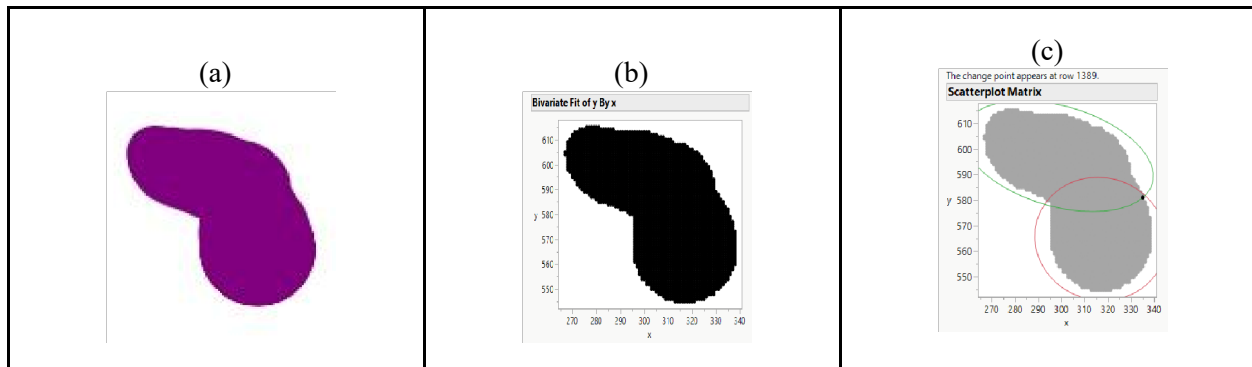 (a)
(b)
Bivariate Fit of y By x
610
600
590
y 580
570
560
550
270 280 290 300 310 320 330 340
x
(c)
The change point appears at row 1389.
Scatterplot Matrix
610
600
590
y 580
570
560
550
270 280 290 300 310 320 330 340
x